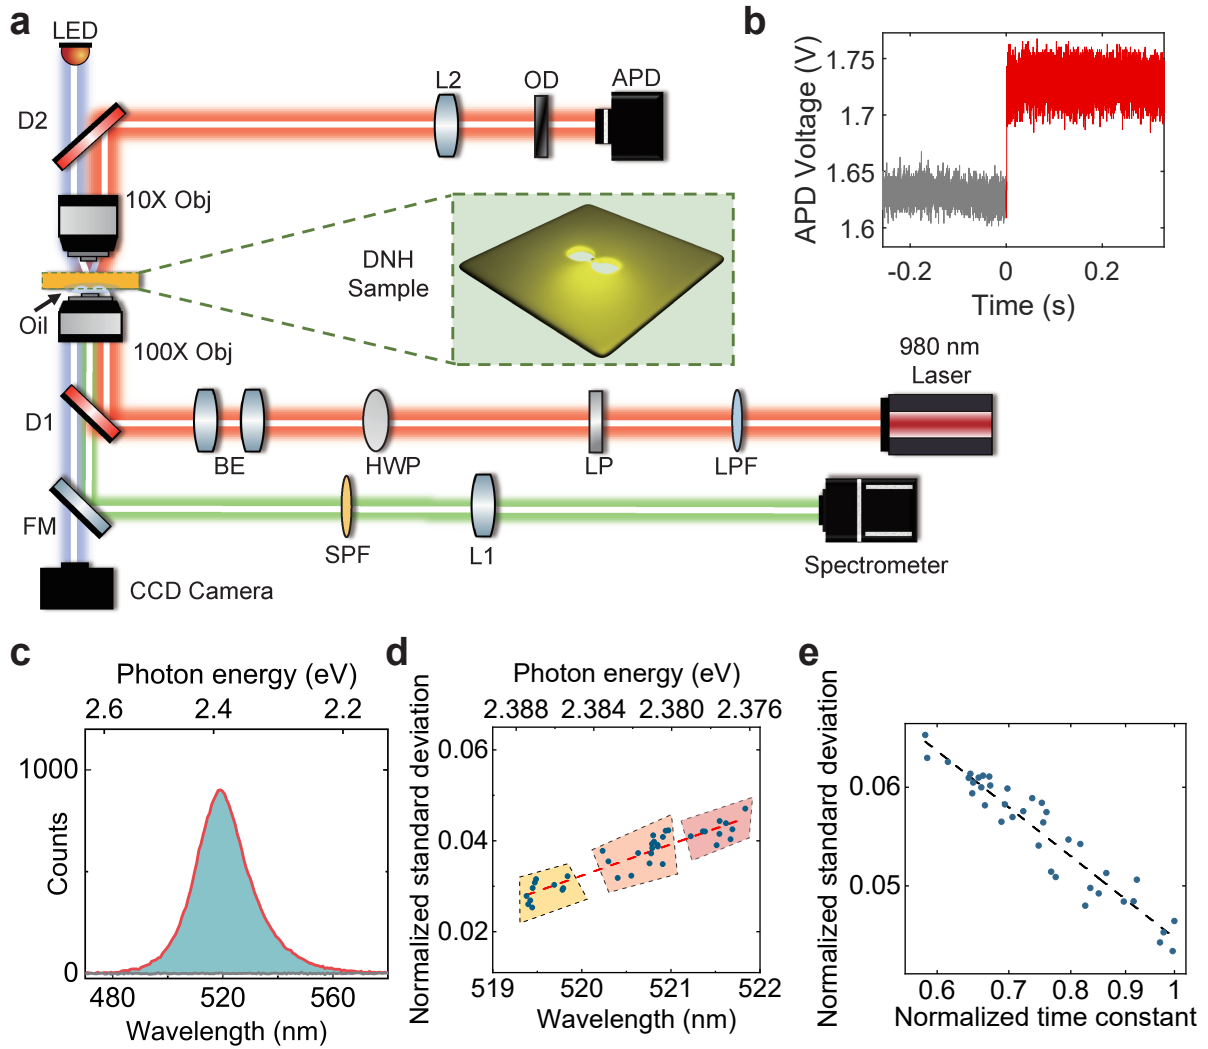 a
LED
D2
L2
OD
APD
10X Obj
DNH
Sample
Oil
100X Obj
980 nm
Laser
D1
BE
HWP
LP
LPF
FM
SPF
L1
Spectrometer
CCD Camera
b
APD Voltage (V)
1.75
1.7
1.65
1.6
-0.2
0
0.2
Time (s)
c
Photon energy (eV)
2.6
2.4
2.2
Counts
1000
0
480
520
560
Wavelength (nm)
d
Photon energy (eV)
2.388
2.384
2.380
2.376
Normalized standard deviation
0.06
0.04
0.02
519
520
521
522
Wavelength (nm)
e
Normalized standard deviation
0.06
0.05
0.6
0.7
0.8
0.9
1
Normalized time constant